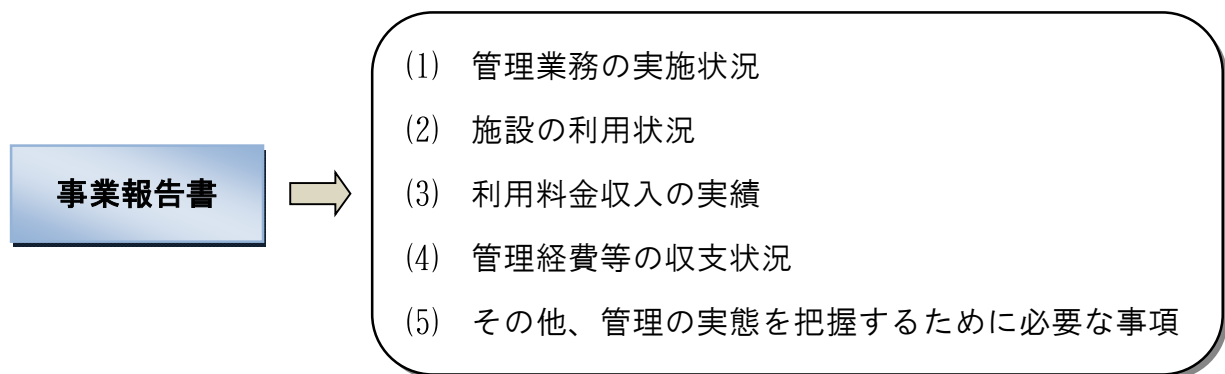 事業報告書
⑴ 管理業務の実施状況
⑵ 施設の利用状況
⑶ 利用料金収入の実績
⑷ 管理経費等の収支状況
⑸ その他、管理の実態を把握するために必要な事項